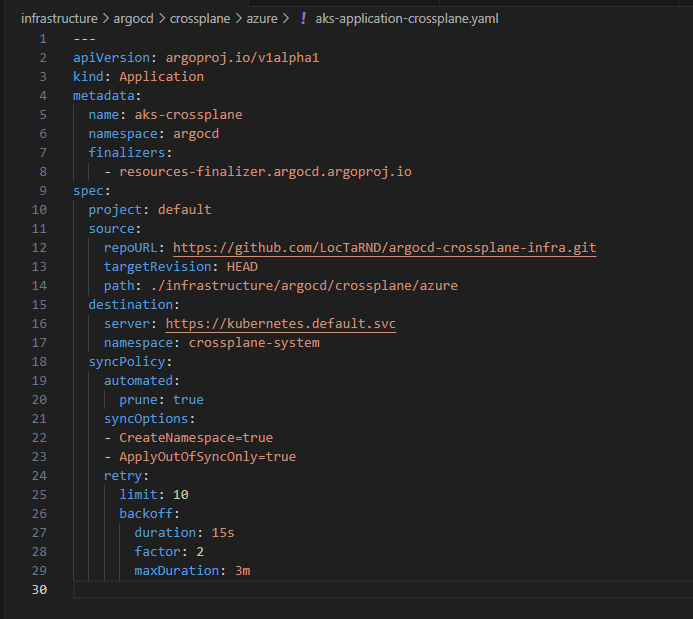 infrastructure > argocd > crossplane > azure > ! aks-application-crossplane.yaml
1 ---
2 apiVersion: argoproj.io/v1alpha1
3 kind: Application
4 metadata:
5   name: aks-crossplane
6   namespace: argocd
7   finalizers:
8     - resources-finalizer.argocd.argoproj.io
9 spec:
10   project: default
11   source:
12     repoURL: https://github.com/LocTaRND/argocd-crossplane-infra.git
13     targetRevision: HEAD
14     path: ./infrastructure/argocd/crossplane/azure
15   destination:
16     server: https://kubernetes.default.svc
17     namespace: crossplane-system
18   syncPolicy:
19     automated:
20       prune: true
21     syncOptions:
22     - CreateNamespace=true
23     - ApplyOutOfSyncOnly=true
24     retry:
25       limit: 10
26       backoff:
27         duration: 15s
28         factor: 2
29         maxDuration: 3m
30